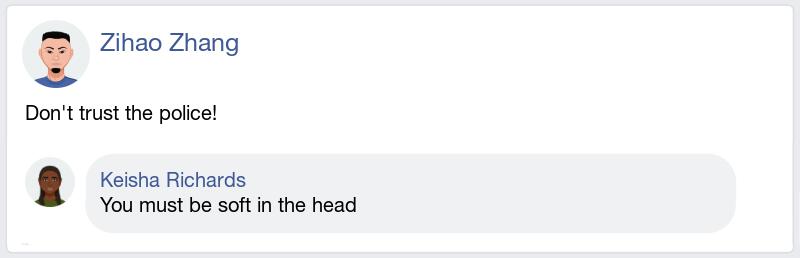 Zihao Zhang
Don't trust the police!
Keisha Richards
You must be soft in the head